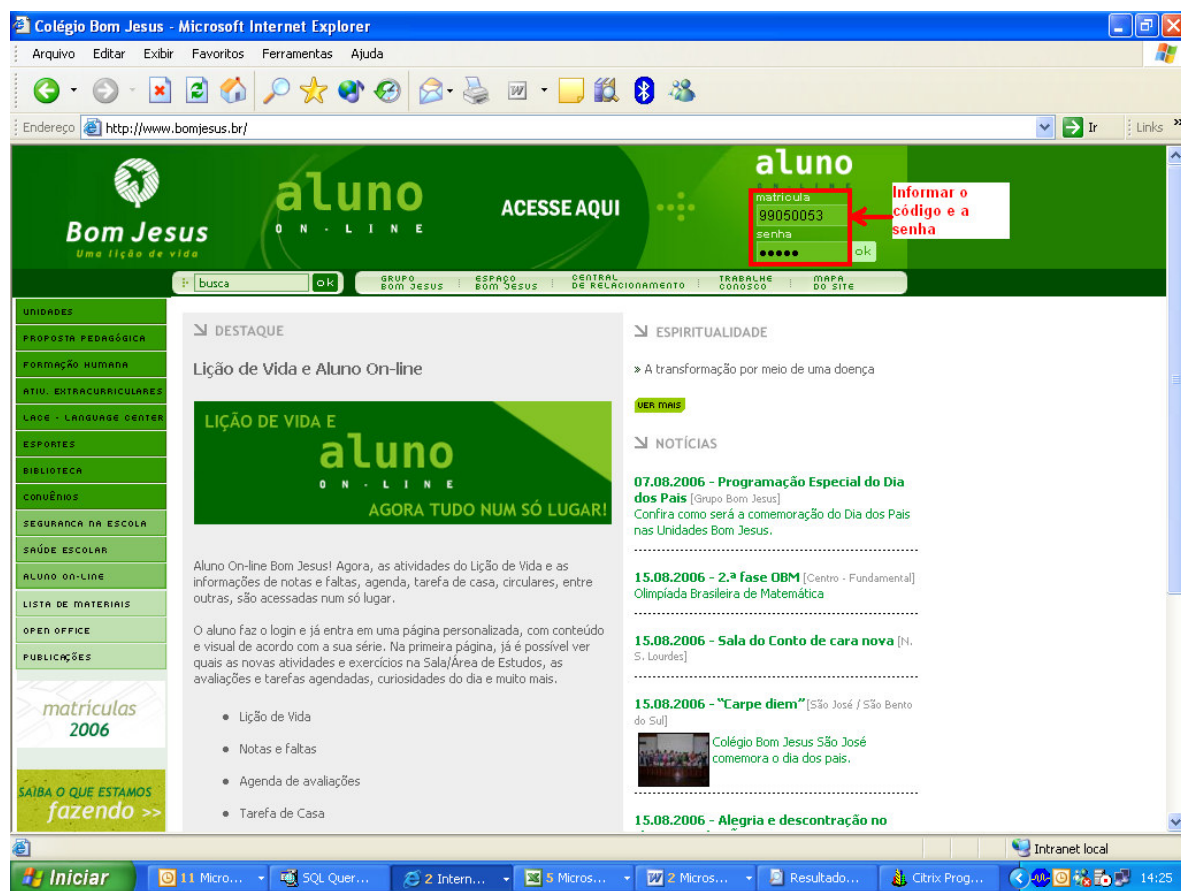 Colégio Bom Jesus - Microsoft Internet Explorer
Arquivo Editar Exibir Favoritos Ferramentas Ajuda
Endereço http://www.bomjesus.br/ Ir Links »
Bom Jesus
Uma lição de vida
aluno
ON-LINE
ACESSE AQUI
aluno
matrícula
99050053
senha
●●●●● ok
Informar o
código e a
senha
busca ok
GRUPO BOM JESUS
ESPAÇO BOM JESUS
CENTRAL DE RELACIONAMENTO
TRABALHE CONOSCO
MAPA DO SITE
UNIDADES
PROPOSTA PEDAGÓGICA
FORMAÇÃO HUMANA
ATIV. EXTRACURRICULARES
LACE - LANGUAGE CENTER
ESPORTES
BIBLIOTECA
CONVÊNIOS
SEGURANCA NA ESCOLA
SAÚDE ESCOLAR
ALUNO ON-LINE
LISTA DE MATERIAIS
OPEN OFFICE
PUBLICAÇÕES
matrículas
2006
SAIBA O QUE ESTAMOS
fazendo >>
DESTAQUE
Lição de Vida e Aluno On-line
LIÇÃO DE VIDA E
aluno
ON-LINE
AGORA TUDO NUM SÓ LUGAR!
Aluno On-line Bom Jesus! Agora, as atividades do Lição de Vida e as
informações de notas e faltas, agenda, tarefa de casa, circulares, entre
outras, são acessadas num só lugar.
O aluno faz o login e já entra em uma página personalizada, com conteúdo
e visual de acordo com a sua série. Na primeira página, já é possível ver
quais as novas atividades e exercícios na Sala/Área de Estudos, as
avaliações e tarefas agendadas, curiosidades do dia e muito mais.
● Lição de Vida
● Notas e faltas
● Agenda de avaliações
● Tarefa de Casa
ESPIRITUALIDADE
» A transformação por meio de uma doença
VER MAIS
NOTÍCIAS
07.08.2006 - Programação Especial do Dia
dos Pais [Grupo Bom Jesus]
Confira como será a comemoração do Dia dos Pais
nas Unidades Bom Jesus.
15.08.2006 - 2.ª fase OBM [Centro - Fundamental]
Olimpíada Brasileira de Matemática
15.08.2006 - Sala do Conto de cara nova [N.
S. Lourdes]
15.08.2006 - "Carpe diem" [São José / São Bento
do Sul]
Colégio Bom Jesus São José
comemora o dia dos pais.
15.08.2006 - Alegria e descontração no
Intranet local
Iniciar 11 Micro... SQL Quer... 2 Intern... 5 Micros... 2 Micros... Resultado... Citrix Prog... 14:25